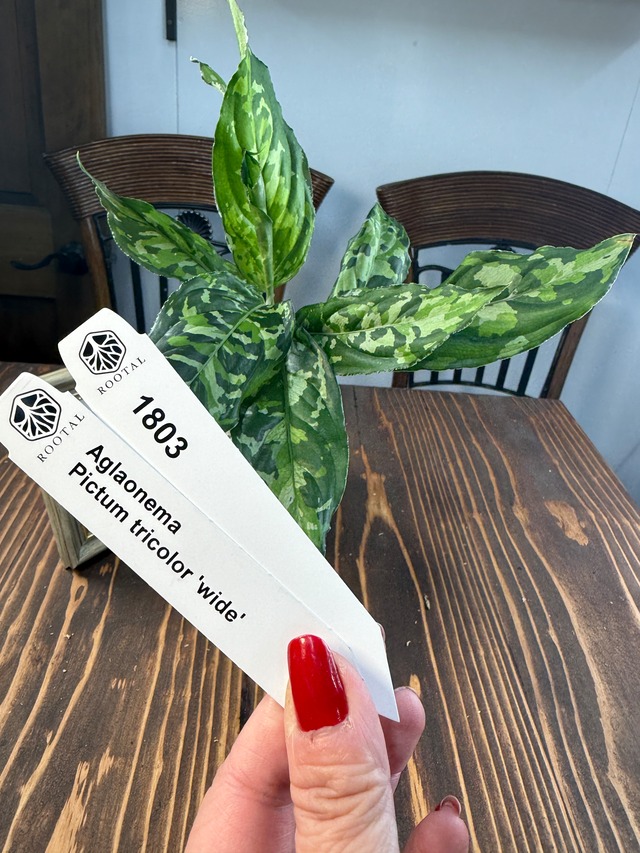 ROOTAL
1803
ROOTAL
Aglaonema
Pictum tricolor 'wide'